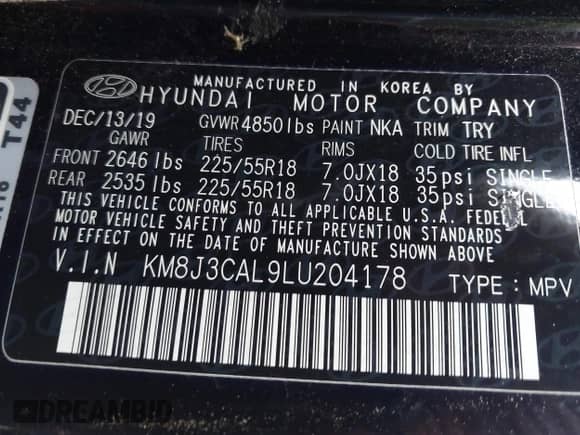 MANUFACTURED IN KOREA BY
HYUNDAI MOTOR COMPANY
DEC/13/19 GVWR 4850lbs PAINT NKA TRIM TRY
GAWR TIRES RIMS COLD TIRE INFL
FRONT 2646 lbs 225/55R18 7.0JX18 35psi SINGLE
REAR 2535 lbs 225/55R18 7.0JX18 35psi SINGLE
THIS VEHICLE CONFORMS TO ALL APPLICABLE U.S.A. FEDERAL
MOTOR VEHICLE SAFETY AND THEFT PREVENTION STANDARDS
IN EFFECT ON THE DATE OF MANUFACTURE SHOWN ABOVE
V.I.N KM8J3CAL9LU204178 TYPE: MPV
T44
DREAMBID